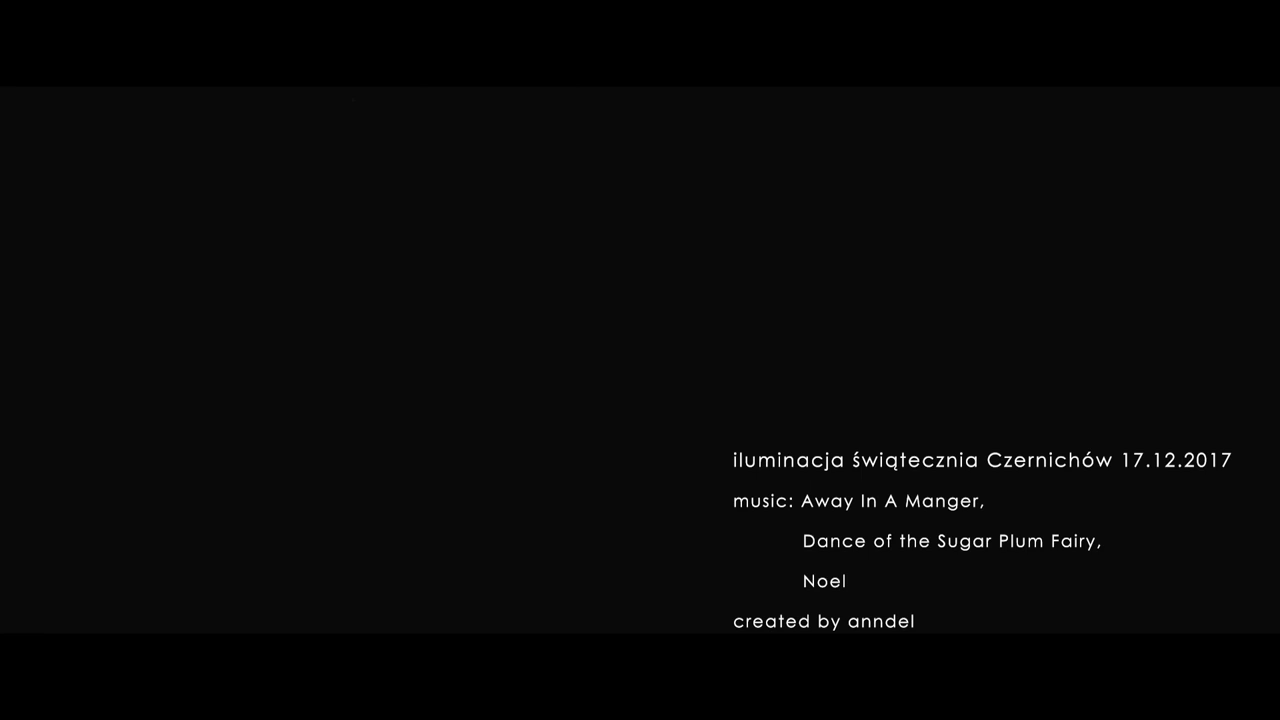 iluminacja świątecznia Czernichów 17.12.2017
music: Away In A Manger,
Dance of the Sugar Plum Fairy,
Noel
created by anndel